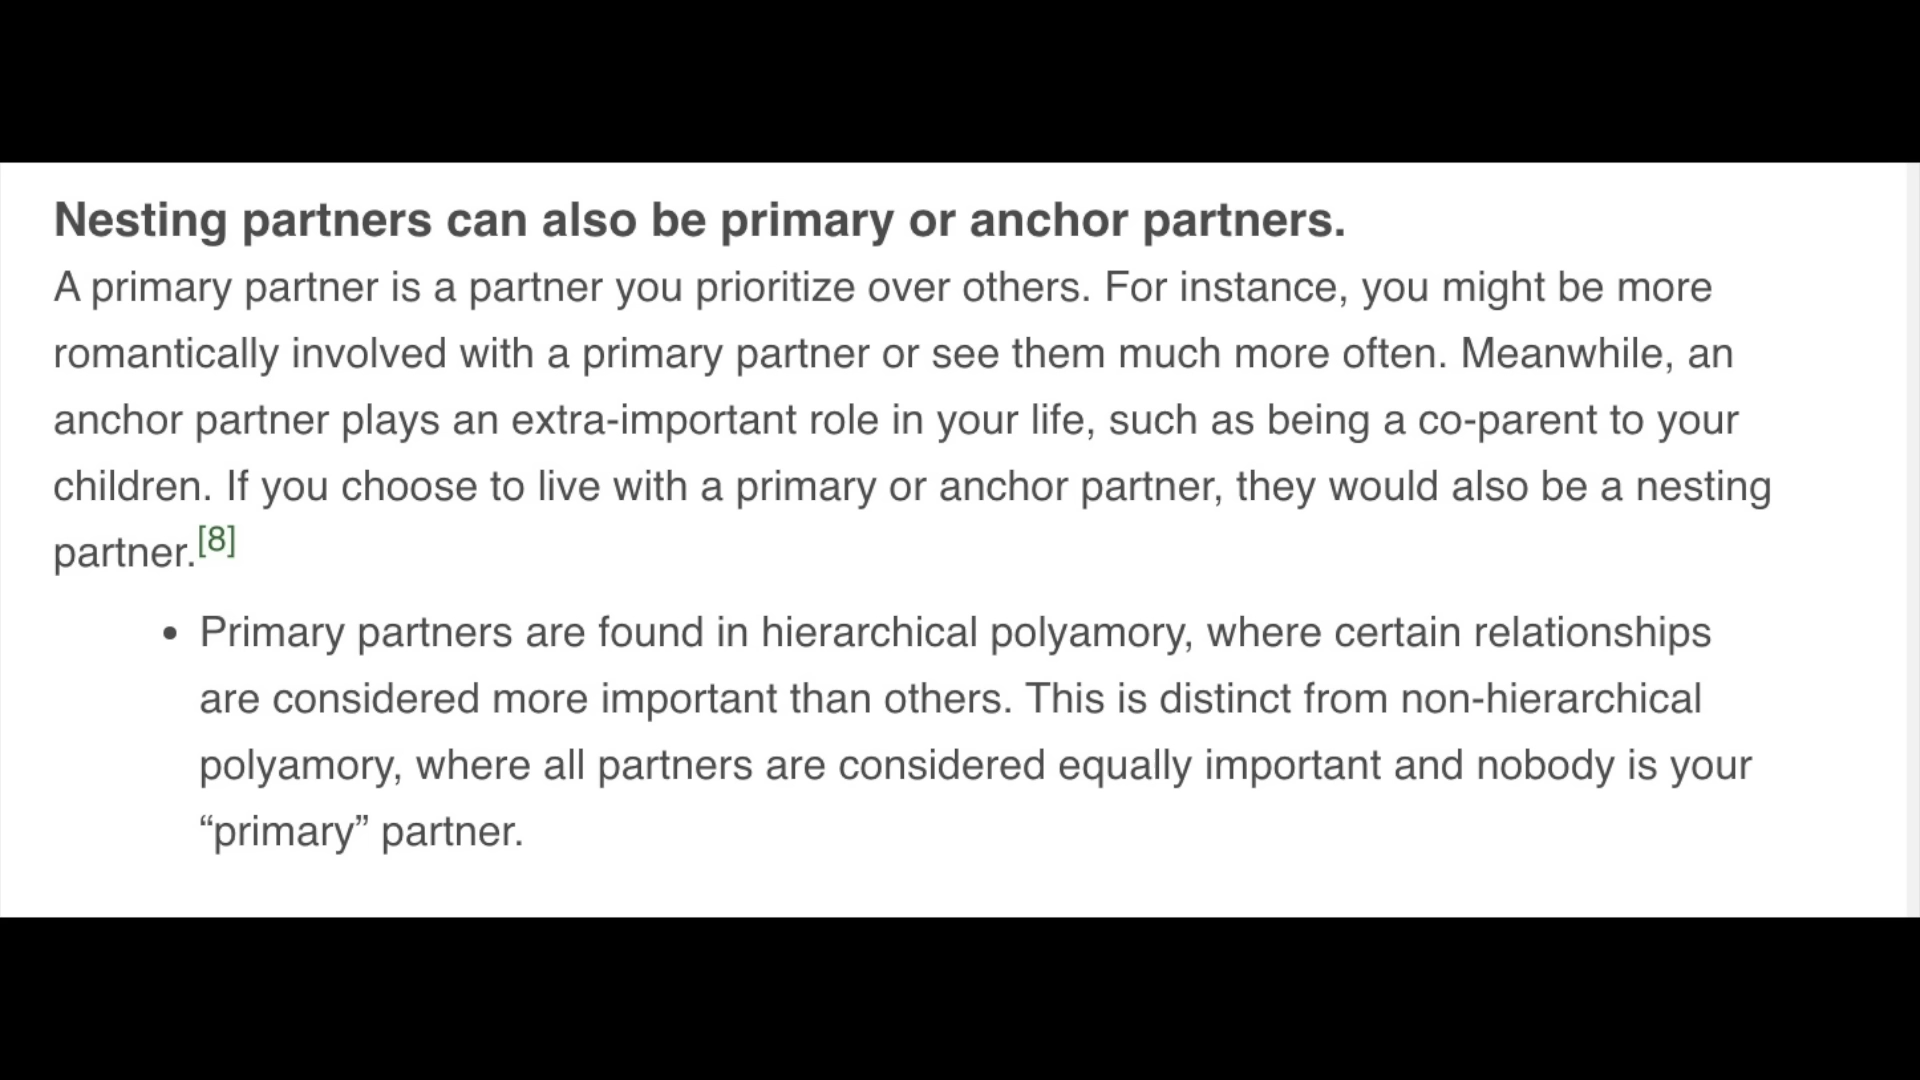 Nesting partners can also be primary or anchor partners.
A primary partner is a partner you prioritize over others. For instance, you might be more
romantically involved with a primary partner or see them much more often. Meanwhile, an
anchor partner plays an extra-important role in your life, such as being a co-parent to your
children. If you choose to live with a primary or anchor partner, they would also be a nesting
partner.[8]
• Primary partners are found in hierarchical polyamory, where certain relationships
are considered more important than others. This is distinct from non-hierarchical
polyamory, where all partners are considered equally important and nobody is your
“primary” partner.